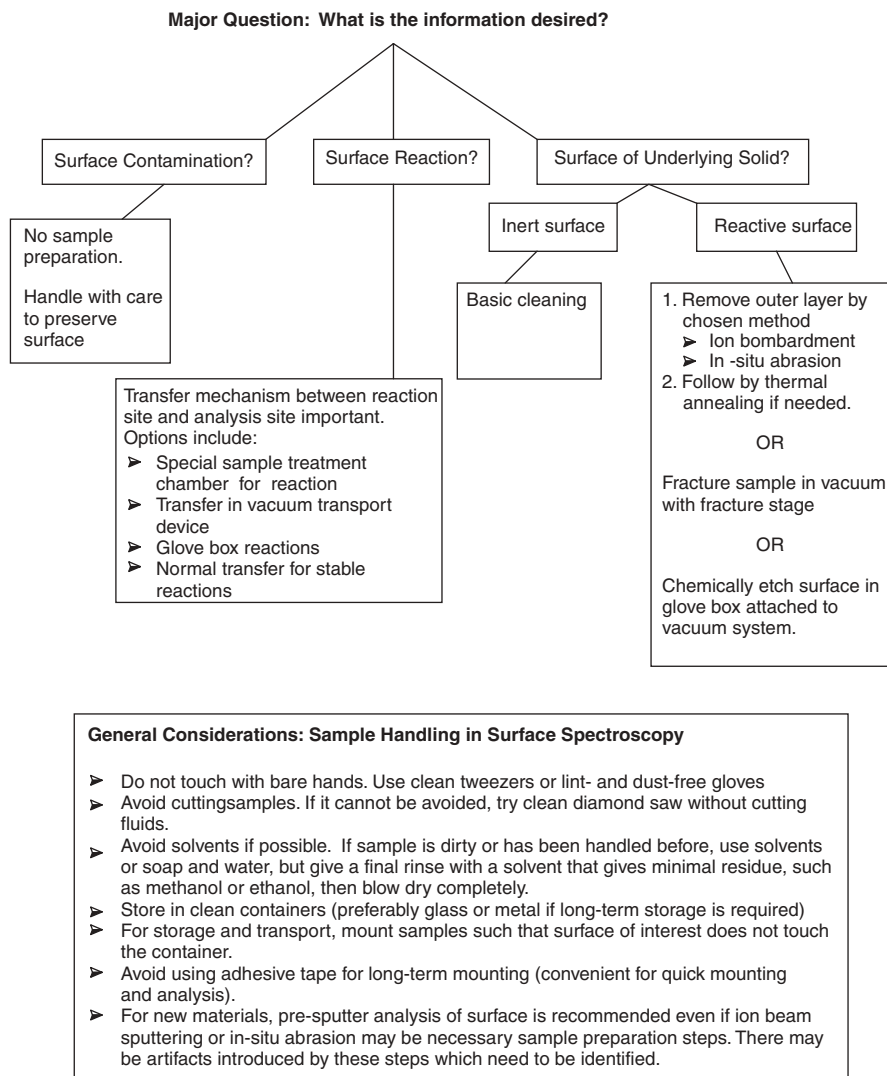 Major Question:  What is the information desired?
Surface Contamination?
Surface Reaction?
Surface of Underlying Solid?
No sample
preparation.
Handle with care
to preserve
surface
Inert surface
Reactive surface
Basic cleaning
1. Remove outer layer by
chosen method
➢ Ion bombardment
➢ In -situ abrasion
2. Follow by thermal
annealing if needed.
OR
Fracture sample in vacuum
with fracture stage
OR
Chemically etch surface in
glove box attached to
vacuum system.
Transfer mechanism between reaction
site and analysis site important.
Options include:
➢ Special sample treatment
chamber for reaction
➢ Transfer in vacuum transport
device
➢ Glove box reactions
➢ Normal transfer for stable
reactions
General Considerations: Sample Handling in Surface Spectroscopy
➢ Do not touch with bare hands. Use clean tweezers or lint- and dust-free gloves
➢ Avoid cuttingsamples. If it cannot be avoided, try clean diamond saw without cutting
fluids.
➢ Avoid solvents if possible.  If sample is dirty or has been handled before, use solvents
or soap and water, but give a final rinse with a solvent that gives minimal residue, such
as methanol or ethanol, then blow dry completely.
➢ Store in clean containers (preferably glass or metal if long-term storage is required)
➢ For storage and transport, mount samples such that surface of interest does not touch
the container.
➢ Avoid using adhesive tape for long-term mounting (convenient for quick mounting
and analysis).
➢ For new materials, pre-sputter analysis of surface is recommended even if ion beam
sputtering or in-situ abrasion may be necessary sample preparation steps. There may
be artifacts introduced by these steps which need to be identified.